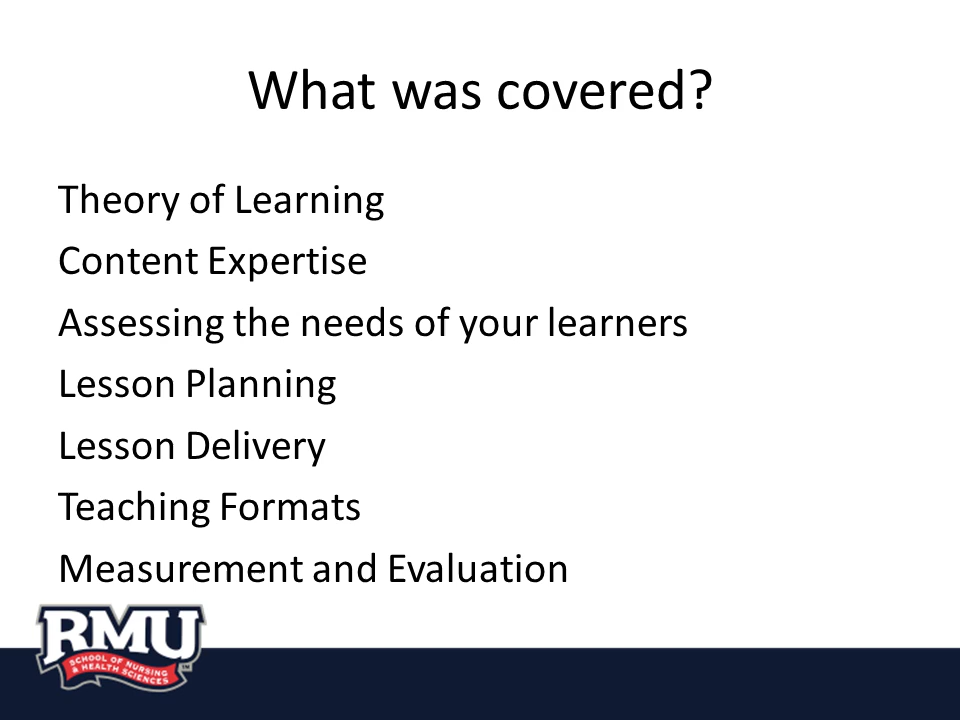 What was covered?
Theory of Learning
Content Expertise
Assessing the needs of your learners
Lesson Planning
Lesson Delivery
Teaching Formats
Measurement and Evaluation
RMU
SCHOOL OF NURSING
& HEALTH SCIENCES
TM